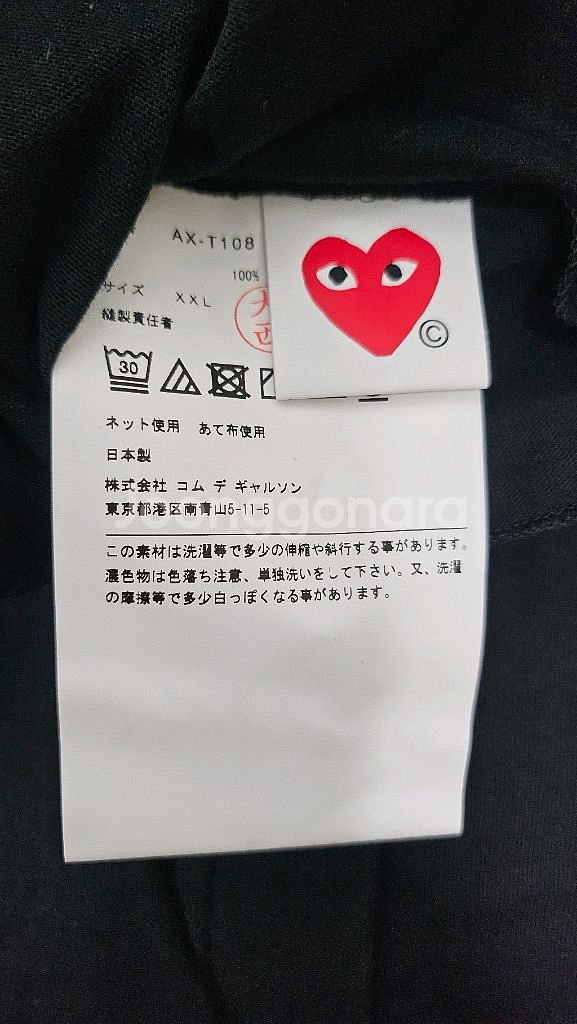 AX-T108
100%
サイズ XXL
縫製責任者
大西
©
30
ネット使用 あて布使用
日本製
株式会社 コム デ ギャルソン
東京都港区南青山5-11-5
Joonggonara
この素材は洗濯等で多少の伸縮や斜行する事があります。
濃色物は色落ち注意、単独洗いをして下さい。又、洗濯
の摩擦等で多少白っぽくなる事があります。